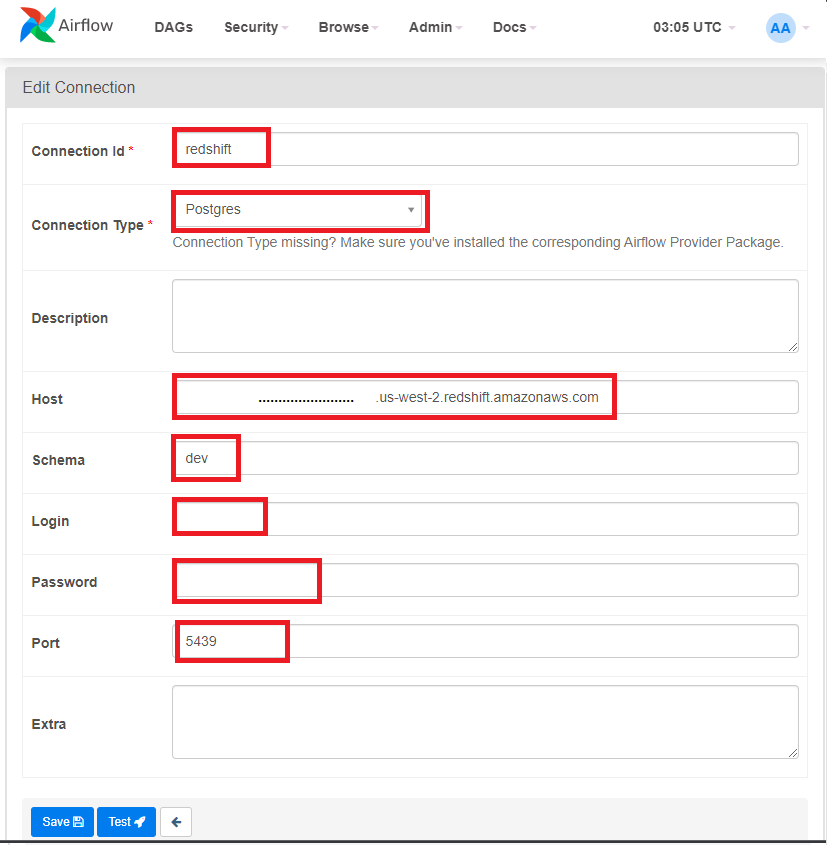 Airflow DAGs Security Browse Admin Docs 03:05 UTC AA
Edit Connection
Connection Id * redshift
Connection Type * Postgres
Connection Type missing? Make sure you've installed the corresponding Airflow Provider Package.
Description
Host ........................ .us-west-2.redshift.amazonaws.com
Schema dev
Login
Password
Port 5439
Extra
Save Test